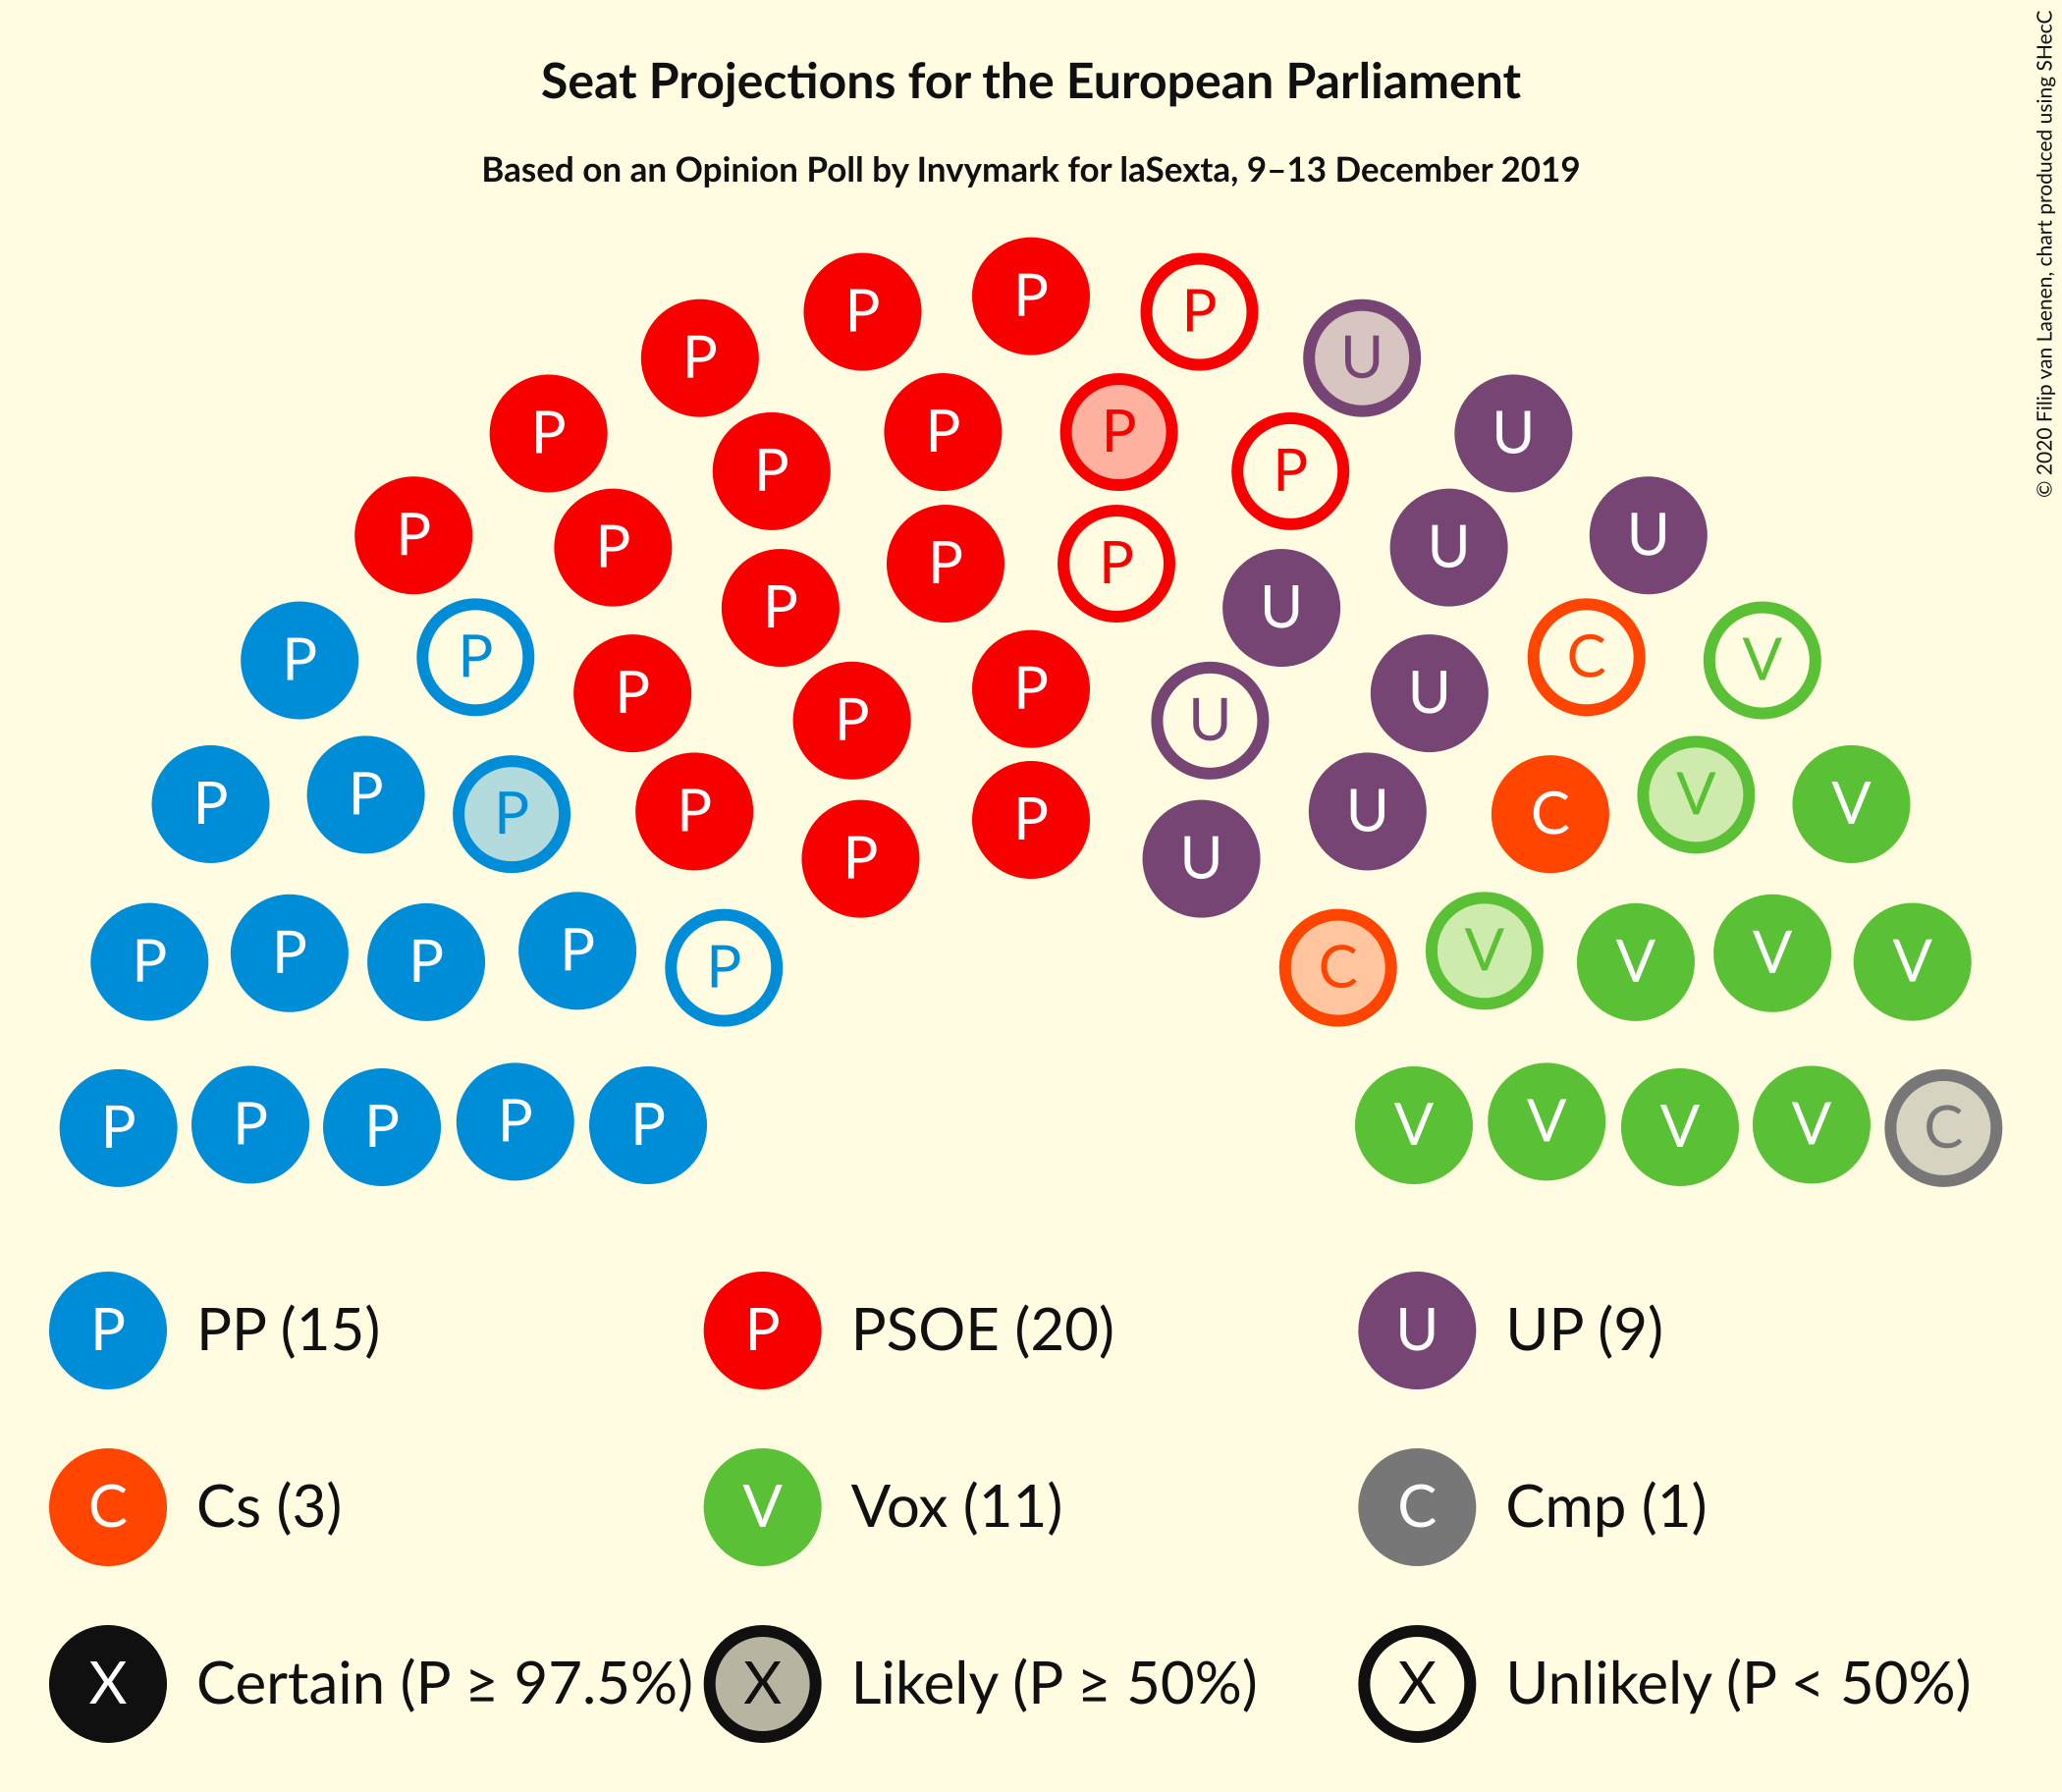 Seat Projections for the European Parliament
Based on an Opinion Poll by Invymark for laSexta, 9–13 December 2019
© 2020 Filip van Laenen, chart produced using SHecC
P
P P
P P U
P P P U
P P U
P P U U
P P P
P P U
P P C V
P P U
P P U
P P V V
P P C P P U C
P P U
P P P P V V V V
P C
P P P P P V V V V C
P PP (15) P PSOE (20) U UP (9)
C Cs (3) V Vox (11) C Cmp (1)
X Certain (P ≥ 97.5%) X Likely (P ≥ 50%) X Unlikely (P < 50%)